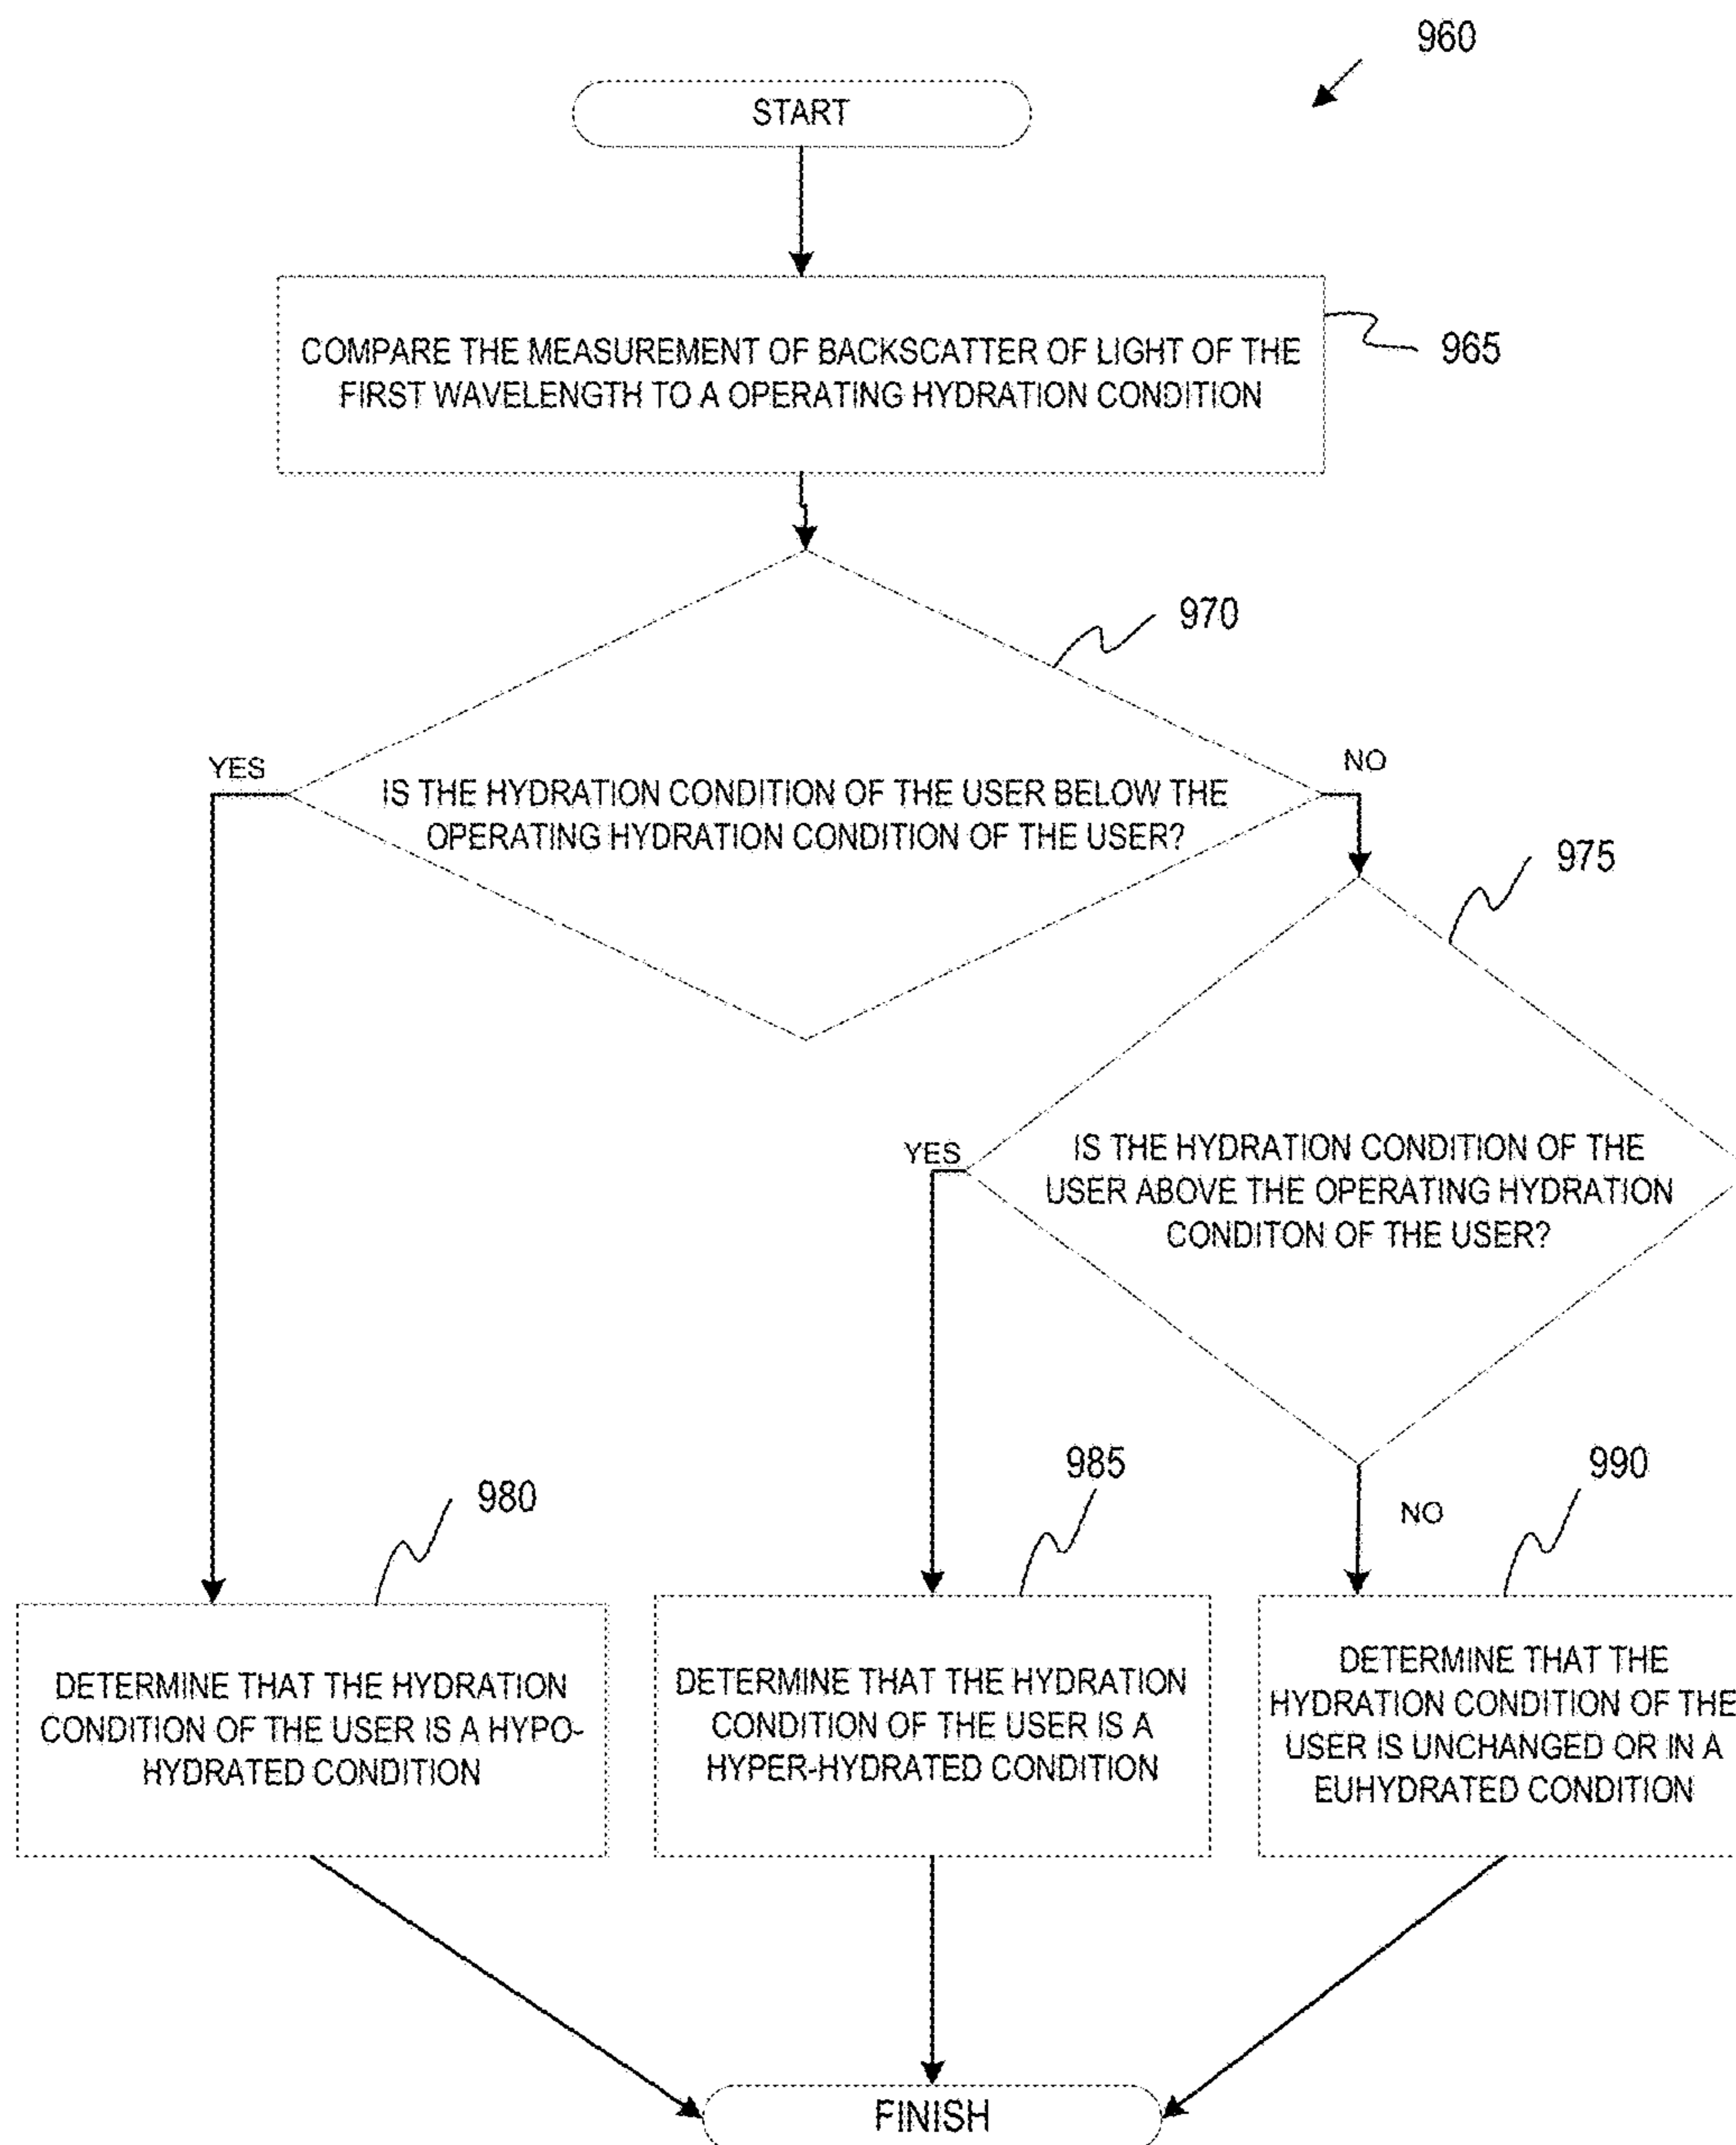 960
START
COMPARE THE MEASUREMENT OF BACKSCATTER OF LIGHT OF THE
FIRST WAVELENGTH TO A OPERATING HYDRATION CONDITION
965
970
YES
NO
IS THE HYDRATION CONDITION OF THE USER BELOW THE
OPERATING HYDRATION CONDITION OF THE USER?
975
YES
IS THE HYDRATION CONDITION OF THE
USER ABOVE THE OPERATING HYDRATION
CONDITON OF THE USER?
980
985
990
NO
DETERMINE THAT THE HYDRATION
CONDITION OF THE USER IS A HYPO-
HYDRATED CONDITION
DETERMINE THAT THE HYDRATION
CONDITION OF THE USER IS A
HYPER-HYDRATED CONDITION
DETERMINE THAT THE
HYDRATION CONDITION OF THE
USER IS UNCHANGED OR IN A
EUHYDRATED CONDITION
FINISH